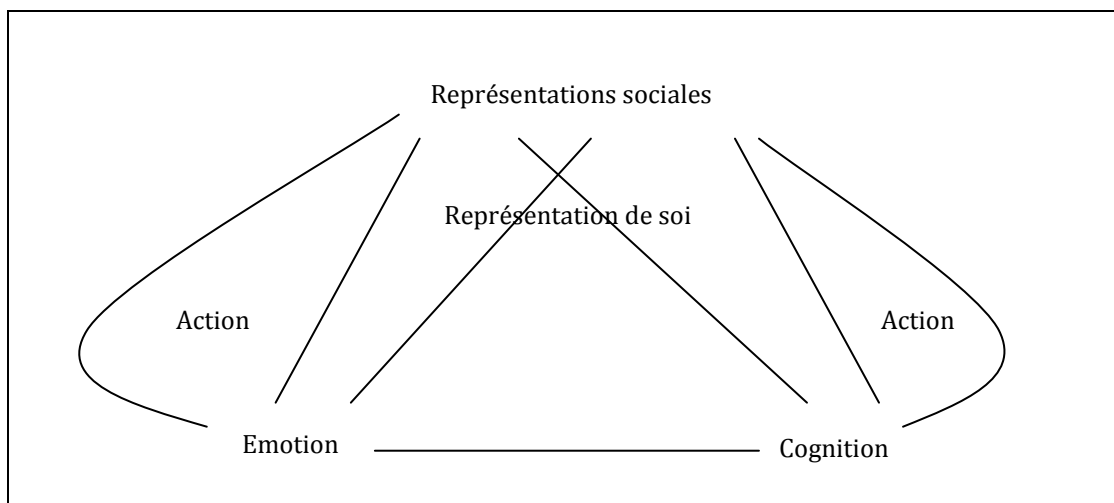 Représentations sociales
Représentation de soi
Action
Action
Emotion
Cognition